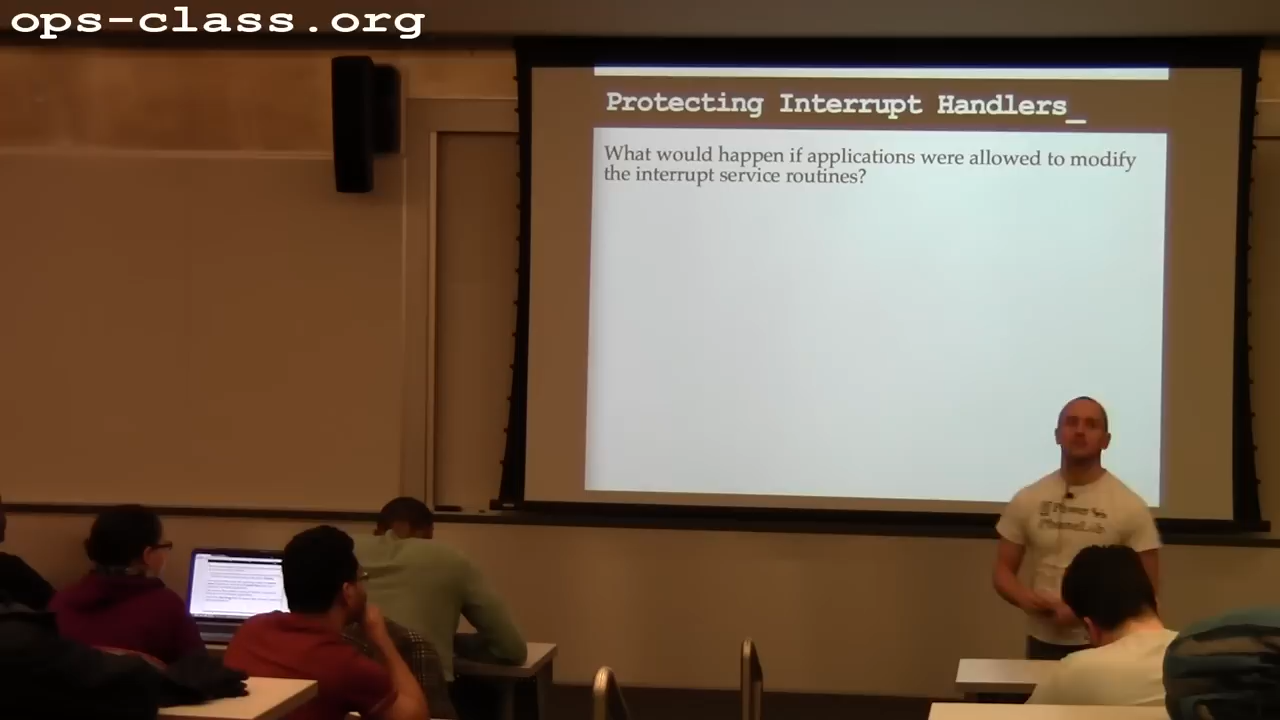 ops-class.org
Protecting Interrupt Handlers_
What would happen if applications were allowed to modify
the interrupt service routines?
PhoneLab